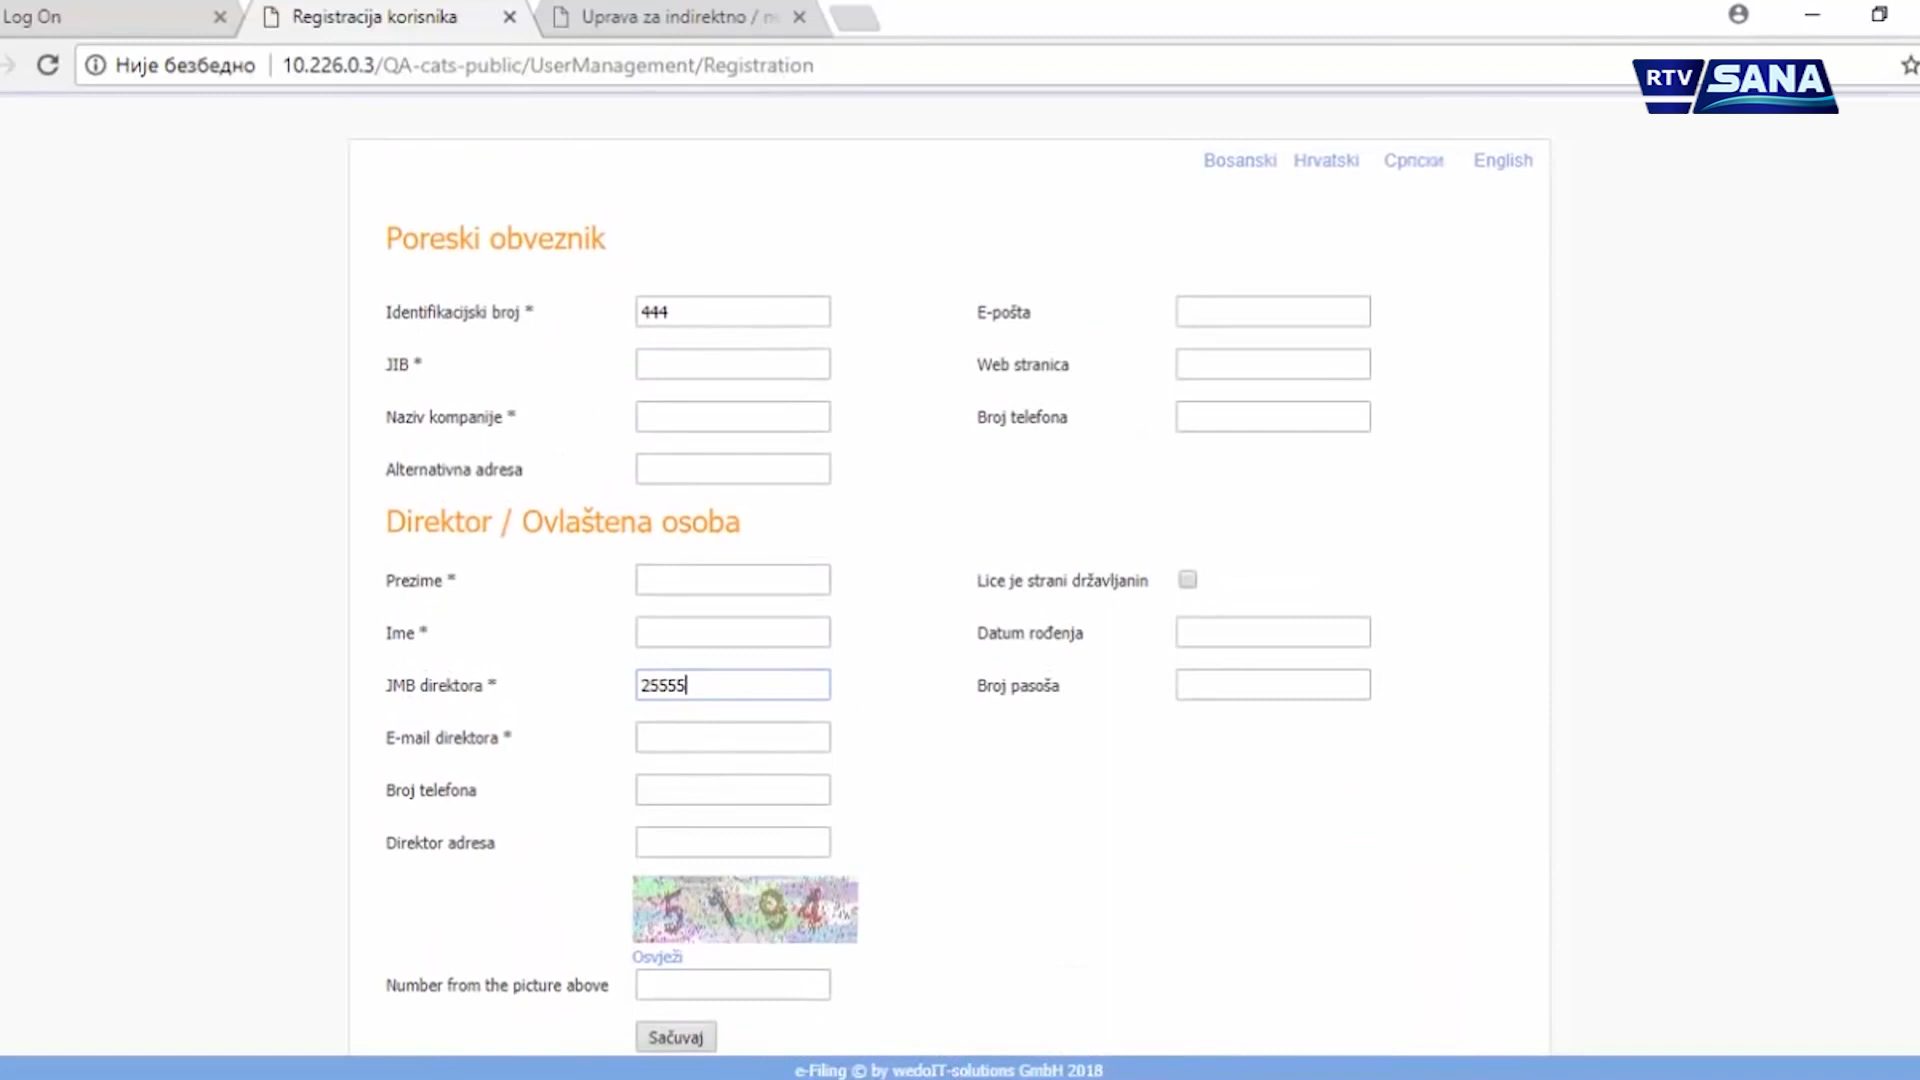 Log On
Registracija korisnika
Uprava za indirektno /
Није безбедно
10.226.0.3/QA-cats-public/UserManagement/Registration
RTV SANA
Bosanski Hrvatski Српски English
Poreski obveznik
Identifikacijski broj * 444 E-pošta
JIB * Web stranica
Naziv kompanije * Broj telefona
Alternativna adresa
Direktor / Ovlaštena osoba
Prezime * Lice je strani državljanin
Ime * Datum rođenja
JMB direktora * 25555 Broj pasoša
E-mail direktora *
Broj telefona
Direktor adresa
5194
Osvježi
Number from the picture above
Sačuvaj
e-Filing © by wedoIT-solutions GmbH 2018